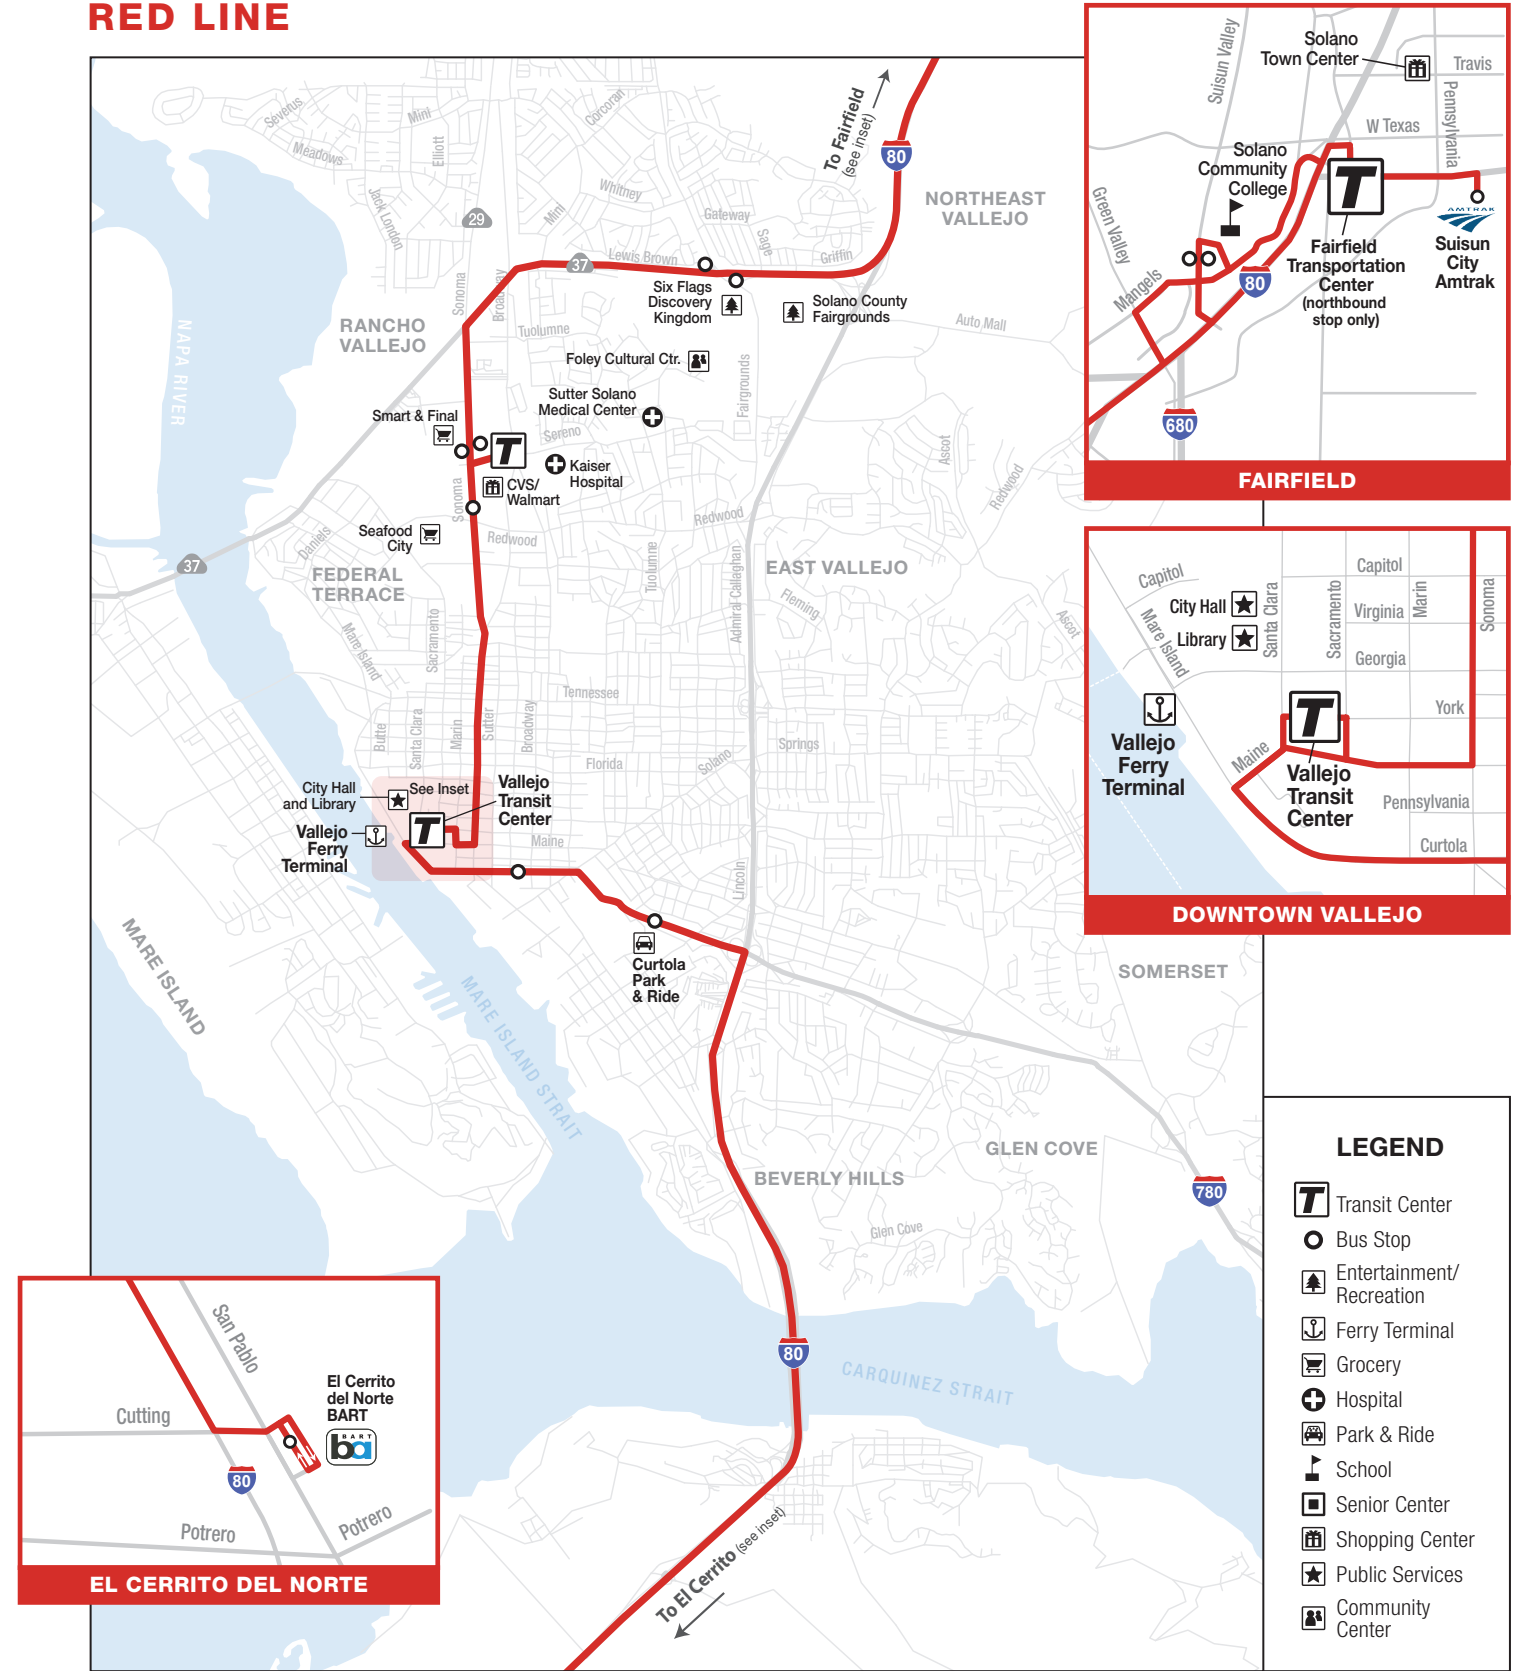 RED LINE
Severus
Meadows
Mini
Elliott
Corcoran
Jack London
Whitney
Mini
Gateway
Sage
Griffin
Lewis Brown
29
37
Sonoma
Broadway
To Fairfield
(see inset)
80
NORTHEAST
VALLEJO
Six Flags
Discovery
Kingdom
Solano County
Fairgrounds
Auto Mall
NAPA RIVER
RANCHO
VALLEJO
Tuolumne
Foley Cultural Ctr.
Fairgrounds
Sutter Solano
Medical Center
Smart & Final
Sereno
T
Kaiser
Hospital
CVS/
Walmart
Sonoma
Ascot
Redwood
Redwood
Redwood
Seafood
City
Daniels
37
FEDERAL
TERRACE
Tuolumne
Admiral Callaghan
EAST VALLEJO
Fleming
Ascot
Mare Island
Sacramento
Tennessee
Butte
Santa Clara
Marin
Sutter
Broadway
Springs
Solano
Florida
City Hall
and Library
See Inset
Vallejo
Transit
Center
T
Vallejo
Ferry
Terminal
Maine
Lincoln
Curtola
Park
& Ride
MARE ISLAND
MARE ISLAND STRAIT
SOMERSET
GLEN COVE
BEVERLY HILLS
Glen Cove
780
80
CARQUINEZ STRAIT
To El Cerrito (see inset)
Solano
Town Center
Suisun Valley
Travis
Pennsylvania
W Texas
Solano
Community
College
T
Green Valley
Mangels
80
Fairfield
Transportation
Center
(northbound
stop only)
AMTRAK
Suisun
City
Amtrak
680
FAIRFIELD
Capitol
Capitol
City Hall
Library
Mare Island
Santa Clara
Sacramento
Virginia
Marin
Sonoma
Georgia
York
T
Vallejo
Ferry
Terminal
Maine
Vallejo
Transit
Center
Pennsylvania
Curtola
DOWNTOWN VALLEJO
San Pablo
El Cerrito
del Norte
BART
BART
ba
Cutting
80
Potrero
Potrero
EL CERRITO DEL NORTE
LEGEND
T Transit Center
Bus Stop
Entertainment/
Recreation
Ferry Terminal
Grocery
Hospital
Park & Ride
School
Senior Center
Shopping Center
Public Services
Community
Center